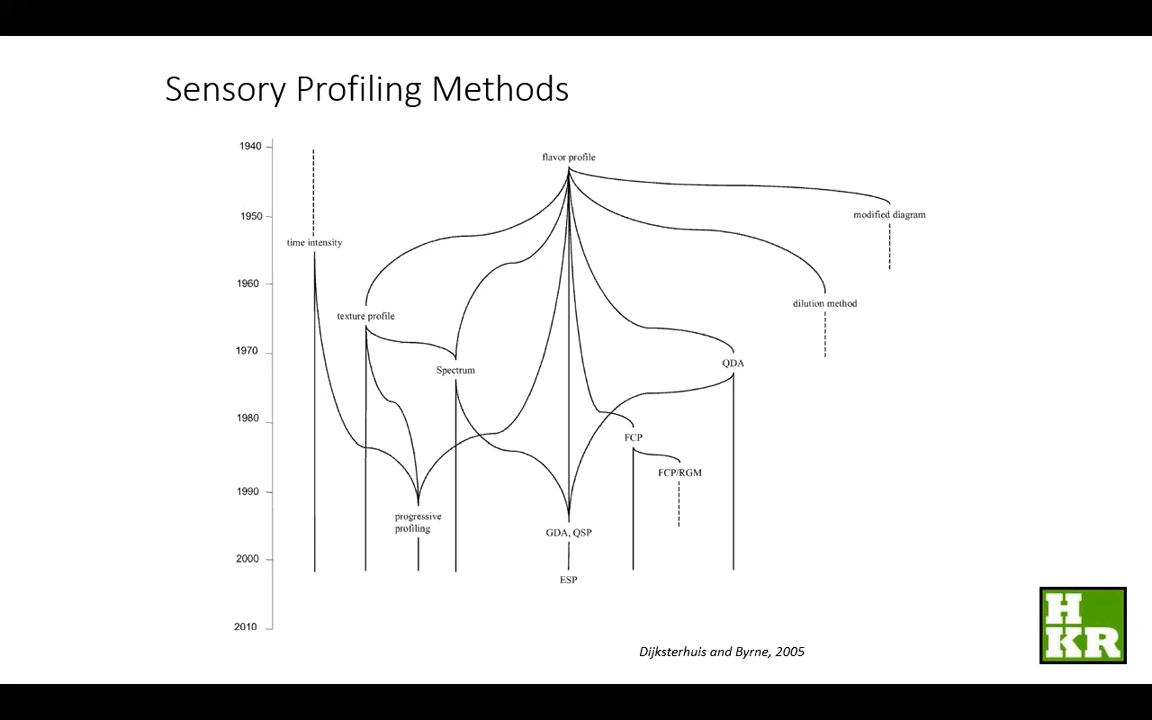 Sensory Profiling Methods
1940
flavor profile
1950
modified diagram
time intensity
1960
dilution method
texture profile
1970
QDA
Spectrum
1980
FCP
FCP/RGM
1990
progressive
profiling
GDA, QSP
2000
ESP
2010
Dijksterhuis and Byrne, 2005
H
KR